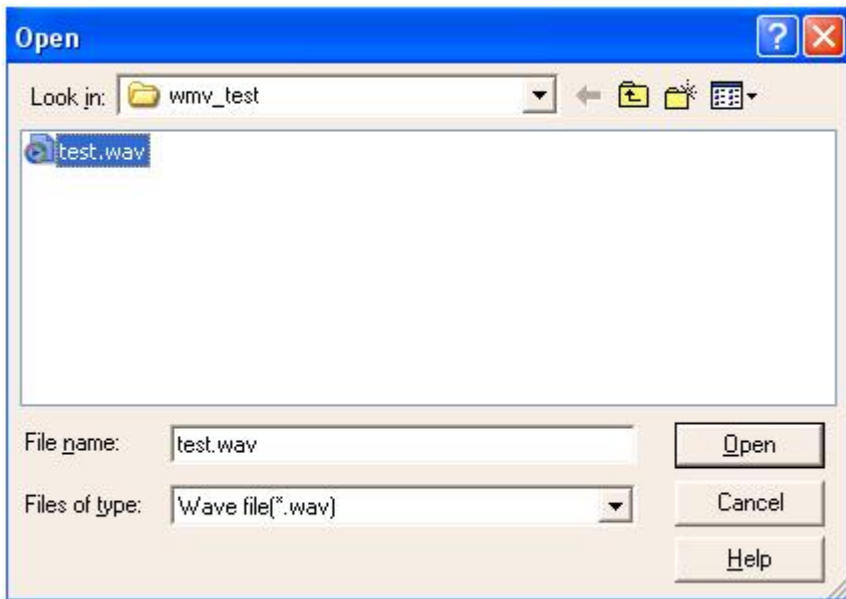 Open
Look in: wmv_test
test.wav
File name: test.wav Open
Files of type: Wave file(*.wav) Cancel
Help